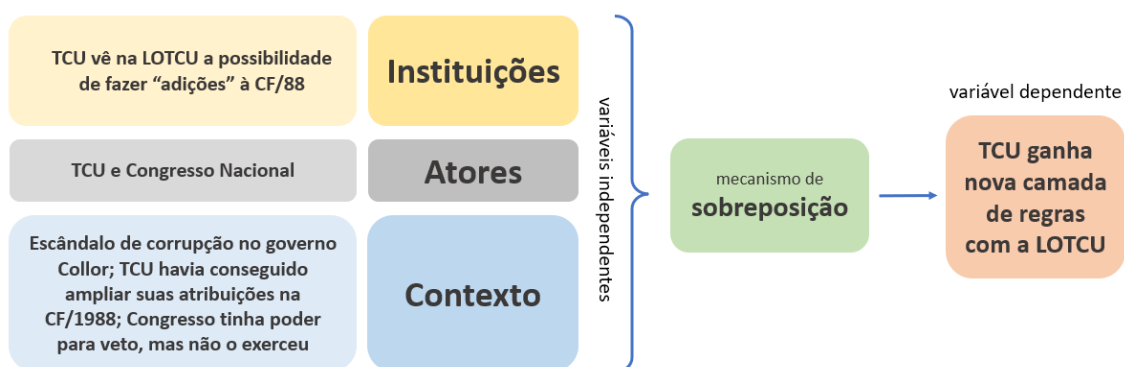 TCU vê na LOTCU a possibilidade
de fazer “adições” à CF/88
Instituições
TCU e Congresso Nacional
Atores
Escândalo de corrupção no governo
Collor; TCU havia conseguido
ampliar suas atribuições na
CF/1988; Congresso tinha poder
para veto, mas não o exerceu
Contexto
variáveis independentes
mecanismo de
sobreposição
variável dependente
TCU ganha
nova camada
de regras
com a LOTCU